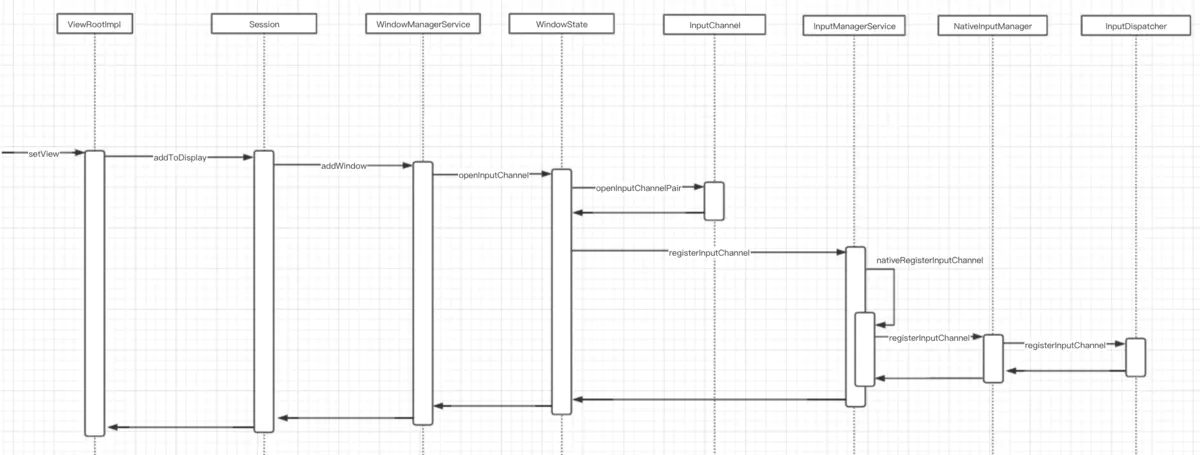 ViewRootImpl
Session
WindowManagerService
WindowState
InputChannel
InputManagerService
NativeInputManager
InputDispatcher
setView
addToDisplay
addWindow
openInputChannel
openInputChannelPair
registerInputChannel
nativeRegisterInputChannel
registerInputChannel
registerInputChannel